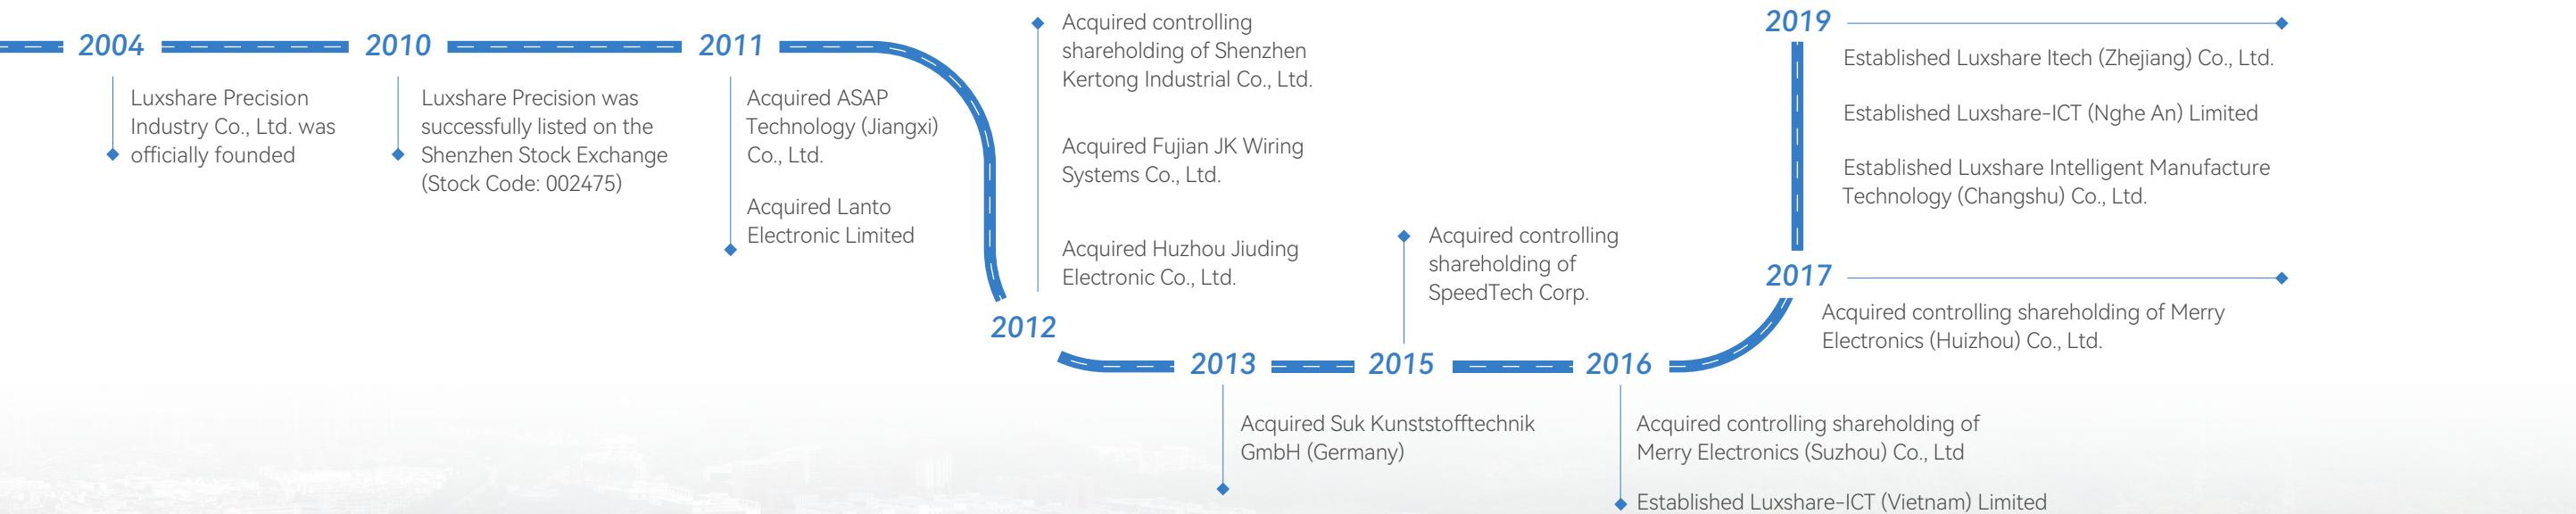 2004
Luxshare Precision
Industry Co., Ltd. was
officially founded
2010
Luxshare Precision was
successfully listed on the
Shenzhen Stock Exchange
(Stock Code: 002475)
2011
Acquired ASAP
Technology (Jiangxi)
Co., Ltd.
Acquired Lanto
Electronic Limited
2012
Acquired controlling
shareholding of Shenzhen
Kertong Industrial Co., Ltd.
Acquired Fujian JK Wiring
Systems Co., Ltd.
Acquired Huzhou Jiuding
Electronic Co., Ltd.
2013
Acquired Suk Kunststofftechnik
GmbH (Germany)
2015
Acquired controlling
shareholding of
SpeedTech Corp.
2016
Acquired controlling shareholding of
Merry Electronics (Suzhou) Co., Ltd
Established Luxshare-ICT (Vietnam) Limited
2017
Acquired controlling shareholding of Merry
Electronics (Huizhou) Co., Ltd.
2019
Established Luxshare Itech (Zhejiang) Co., Ltd.
Established Luxshare-ICT (Nghe An) Limited
Established Luxshare Intelligent Manufacture
Technology (Changshu) Co., Ltd.